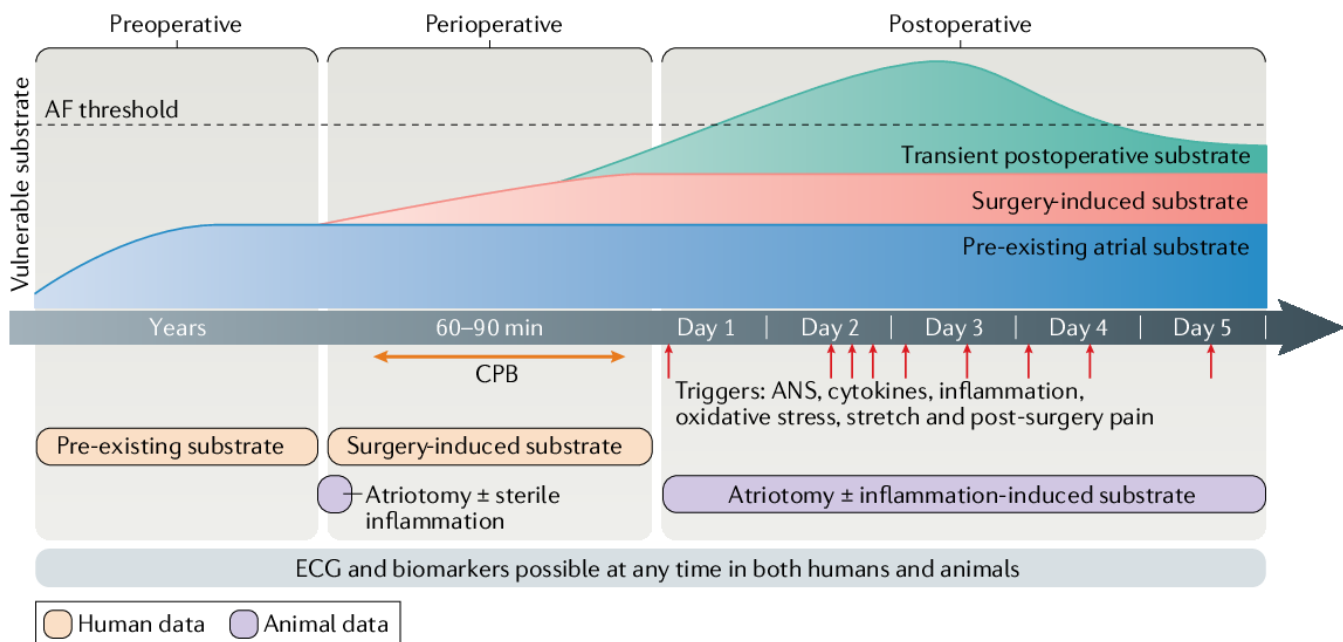 Preoperative
Perioperative
Postoperative
Vulnerable substrate
AF threshold
Transient postoperative substrate
Surgery-induced substrate
Pre-existing atrial substrate
Years
60–90 min
Day 1
Day 2
Day 3
Day 4
Day 5
CPB
Triggers: ANS, cytokines, inflammation,
oxidative stress, stretch and post-surgery pain
Pre-existing substrate
Surgery-induced substrate
Atriotomy ± sterile
inflammation
Atriotomy ± inflammation-induced substrate
ECG and biomarkers possible at any time in both humans and animals
Human data
Animal data